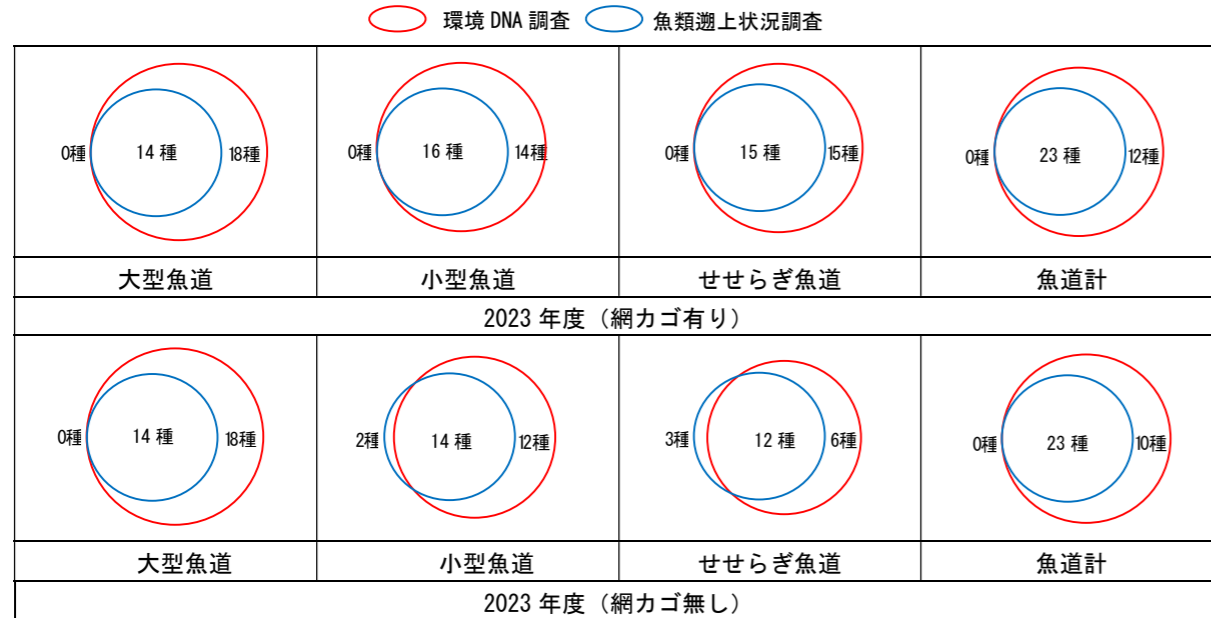 環境 DNA 調査 魚類遡上状況調査
0種 14 種 18種 0種 16 種 14種 0種 15 種 15種 0種 23 種 12種
大型魚道 小型魚道 せせらぎ魚道 魚道計
2023 年度（網カゴ有り）
0種 14 種 18種 2種 14 種 12種 3種 12 種 6種 0種 23 種 10種
大型魚道 小型魚道 せせらぎ魚道 魚道計
2023 年度（網カゴ無し）